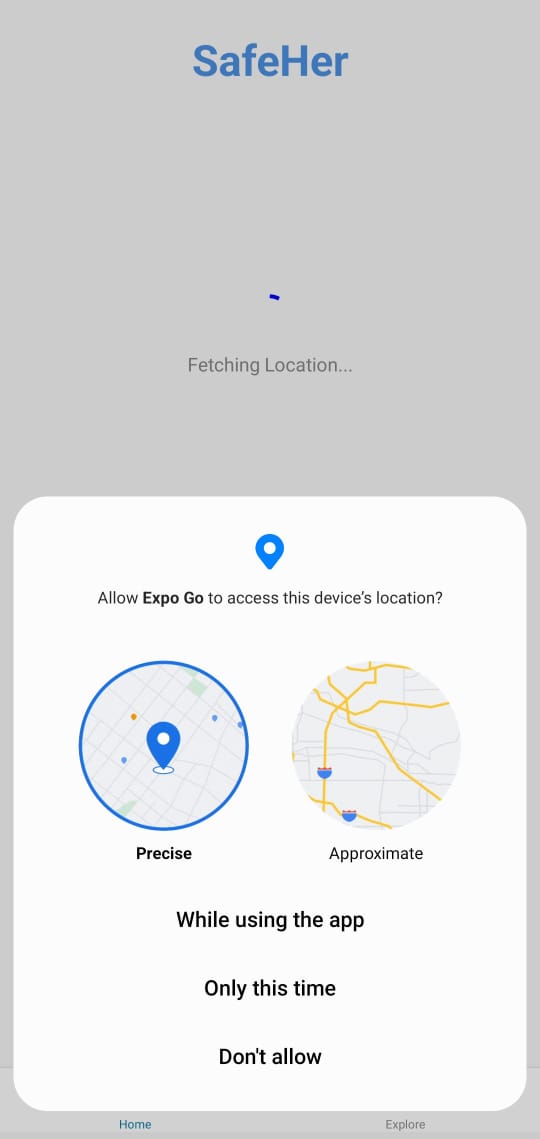 SafeHer
Fetching Location...
Allow Expo Go to access this device's location?
Precise
Approximate
While using the app
Only this time
Don't allow
Home
Explore